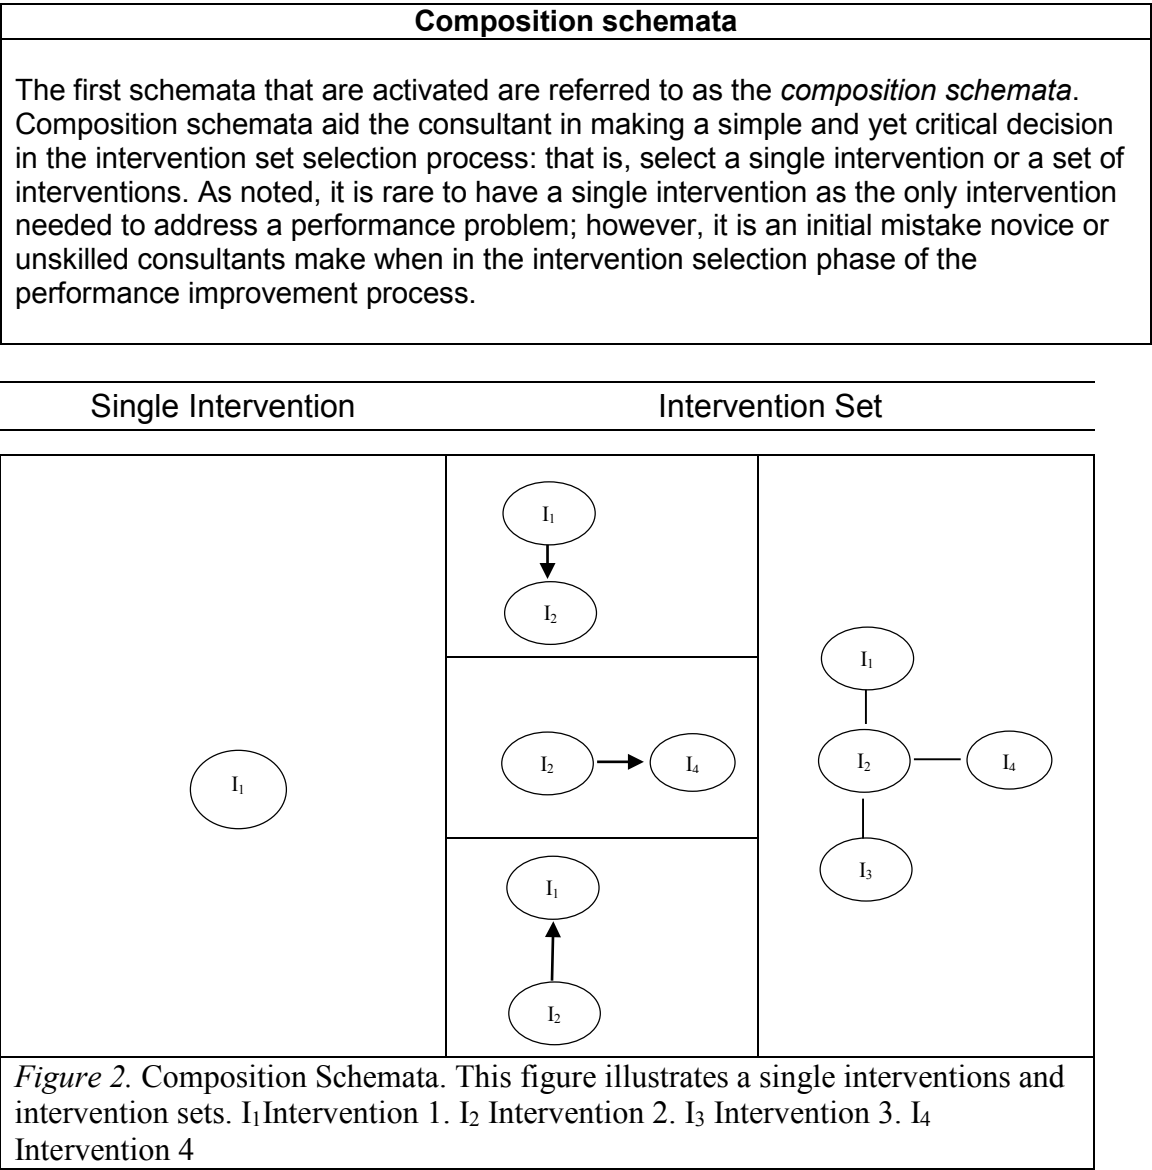 Composition schemata
The first schemata that are activated are referred to as the composition schemata.
Composition schemata aid the consultant in making a simple and yet critical decision
in the intervention set selection process: that is, select a single intervention or a set of
interventions. As noted, it is rare to have a single intervention as the only intervention
needed to address a performance problem; however, it is an initial mistake novice or
unskilled consultants make when in the intervention selection phase of the
performance improvement process.
Single Intervention
Intervention Set
I1
I1
I2
I2 I4
I1
I2
I1
I2 I4
I3
Figure 2. Composition Schemata. This figure illustrates a single interventions and
intervention sets. I1Intervention 1. I2 Intervention 2. I3 Intervention 3. I4
Intervention 4